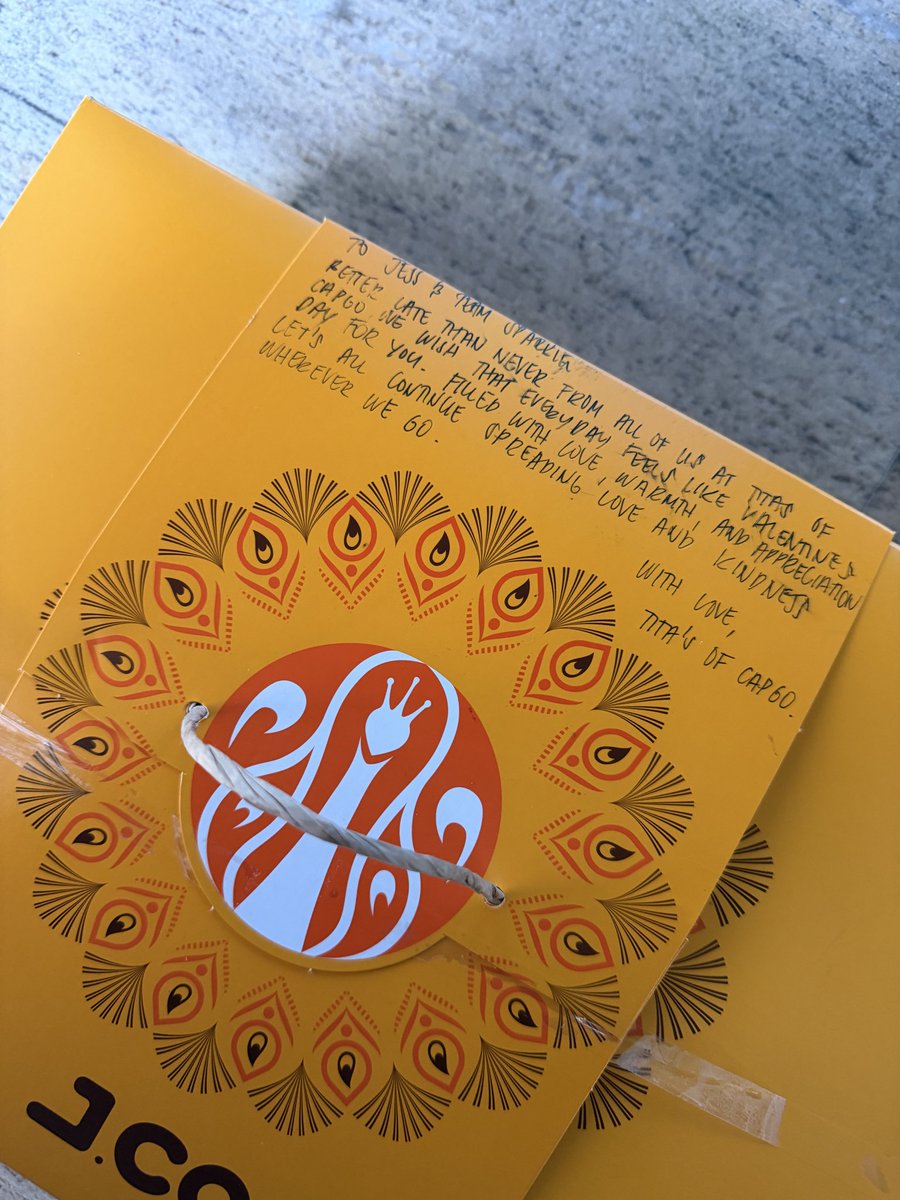 TO JESS & TEAM SPARKLE
BETTER LATE THAN NEVER FROM ALL OF US AT TITAS OF
CAPGO. WE WISH THAT EVERYDAY FEELS LIKE VALENTINES
DAY FOR YOU. FILLED WITH LOVE, WARMTH, AND APPRECIATION
LET'S ALL CONTINUE SPREADING LOVE AND KINDNESS
WHEREVER WE GO.
WITH LOVE,
TITA'S OF CAPGO.
J.CO